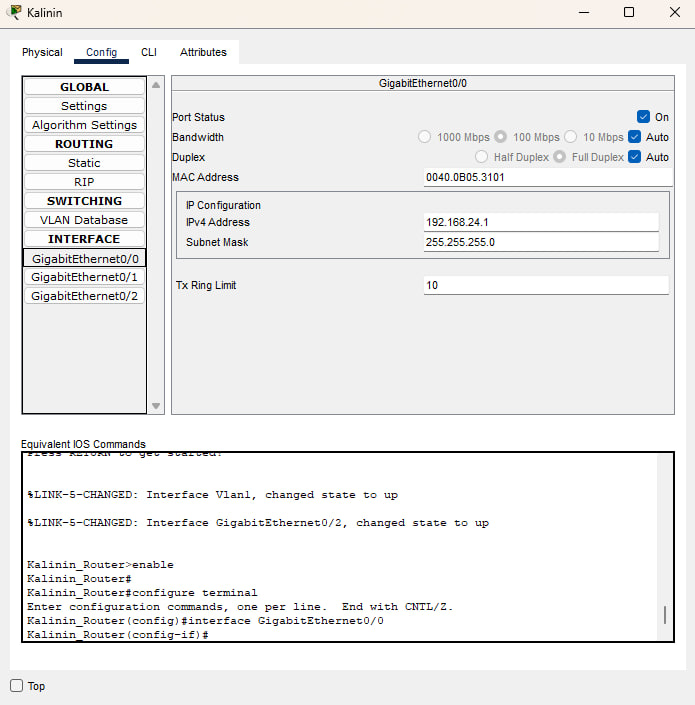 Kalinin
Physical Config CLI Attributes
GLOBAL
Settings
Algorithm Settings
ROUTING
Static
RIP
SWITCHING
VLAN Database
INTERFACE
GigabitEthernet0/0
GigabitEthernet0/1
GigabitEthernet0/2
GigabitEthernet0/0
Port Status On
Bandwidth 1000 Mbps 100 Mbps 10 Mbps Auto
Duplex Half Duplex Full Duplex Auto
MAC Address 0040.0B05.3101
IP Configuration
IPv4 Address 192.168.24.1
Subnet Mask 255.255.255.0
Tx Ring Limit 10
Equivalent IOS Commands
Press RETURN to get started!
%LINK-5-CHANGED: Interface Vlan1, changed state to up
%LINK-5-CHANGED: Interface GigabitEthernet0/2, changed state to up
Kalinin_Router>enable
Kalinin_Router#
Kalinin_Router#configure terminal
Enter configuration commands, one per line.  End with CNTL/Z.
Kalinin_Router(config)#interface GigabitEthernet0/0
Kalinin_Router(config-if)#
Top